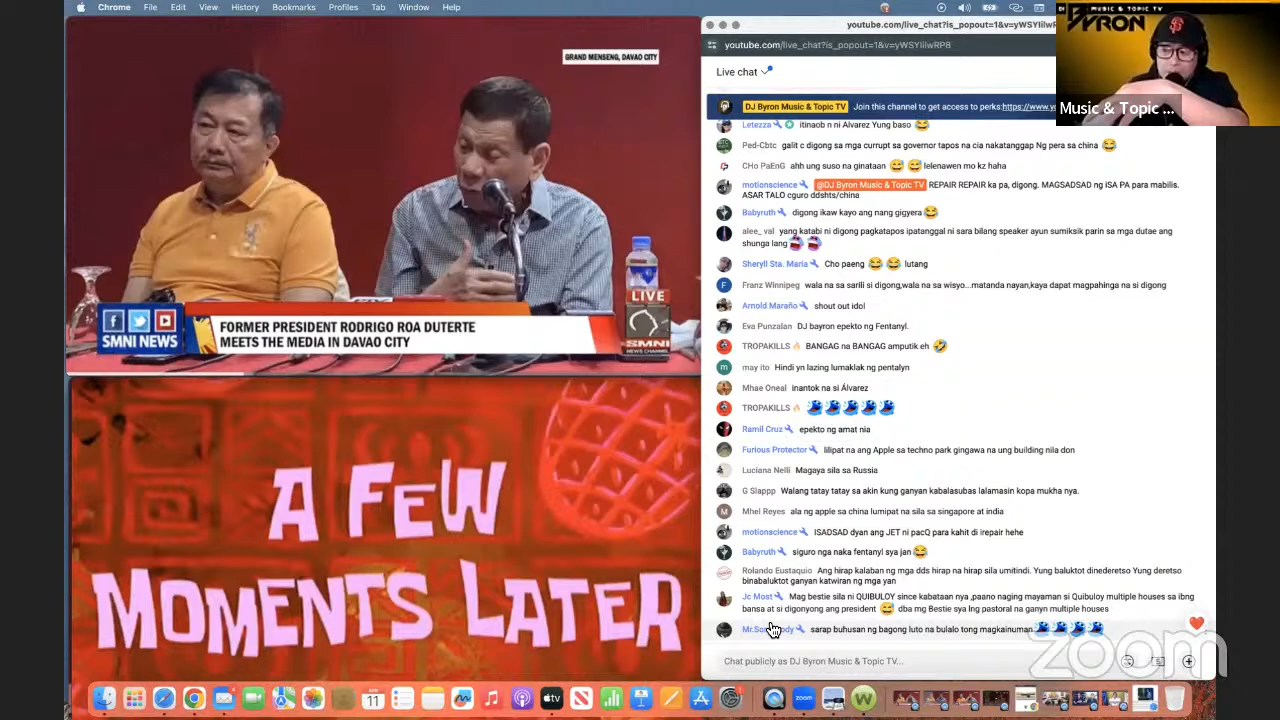 Chrome File Edit View History Bookmarks Profiles Tab Window Help
GRAND MENSENG, DAVAO CITY
LIVE
SMNI
NEWS CHANNEL
SMNI NEWS
FORMER PRESIDENT RODRIGO ROA DUTERTE
MEETS THE MEDIA IN DAVAO CITY
A FEW
MOMENTS LATER
youtube.com/live_chat?is_popout=1&v=yWSYIilwRP8
Live chat
DJ Byron Music & Topic TV Join this channel to get access to perks:
Letezza itinaob n ni Alvarez Yung baso
Ped-Cbtc galit c digong sa mga currupt sa governor tapos na cia nakatanggap Ng pera sa china
CHo PaEnG ahh ung suso na ginataan lelenawen mo kz haha
motionscience @DJ Byron Music & Topic TV REPAIR REPAIR ka pa, digong. MAGSADSAD ng iSA PA para mabilis.
ASAR TALO cguro ddshts/china
Babyruth digong ikaw kayo ang nang gigyera
alee_ val yang katabi ni digong pagkatapos ipatanggal ni sara bilang speaker ayun sumiksik parin sa mga dutae ang
shunga lang
Sheryll Sta. Maria Cho paeng lutang
Franz Winnipeg wala na sa sarili si digong,wala na sa wisyo...matanda nayan,kaya dapat magpahinga na si digong
Arnold Maraño shout out idol
Eva Punzalan DJ bayron epekto ng Fentanyl.
TROPAKILLS BANGAG na BANGAG amputik eh
may ito Hindi yn lazing lumaklak ng pentalyn
Mhae Oneal inantok na si Álvarez
TROPAKILLS
Ramil Cruz epekto ng amat nia
Furious Protector lilipat na ang Apple sa techno park gingawa na ung building nila don
Luciana Nelli Magaya sila sa Russia
G Slappp Walang tatay tatay sa akin kung ganyan kabalasubas lalamasin kopa mukha nya.
Mhel Reyes ala ng apple sa china lumipat na sila sa singapore at india
motionscience ISADSAD dyan ang JET ni pacQ para kahit di irepair hehe
Babyruth siguro nga naka fentanyl sya jan
Rolando Eustaquio Ang hirap kalaban ng mga dds hirap na hirap sila umitindi. Yung baluktot dinederetso Yung deretso
binabaluktot ganyan katwiran ng mga yan
Jc Most Mag bestie sila ni QUIBULOY since kabataan nya ,paano naging mayaman si Quibuloy multiple houses sa ibng
bansa at si digonyong ang president dba mg Bestie sya lng pastoral na ganyn multiple houses
sarap buhusan ng bagong luto na bulalo tong magkainuman
Chat publicly as DJ Byron Music & Topic TV...
MUSIC & TOPIC TV
BYRON
Music & Topic ...
zoom
APR
11
tv
zoom
W